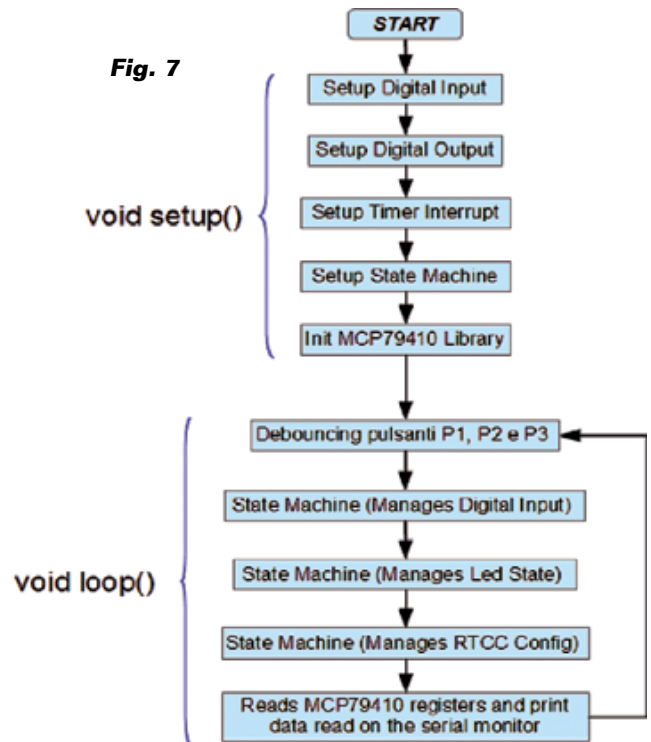 START
Fig. 7
Setup Digital Input
Setup Digital Output
void setup()
Setup Timer Interrupt
Setup State Machine
Init MCP79410 Library
Debouncing pulsanti P1, P2 e P3
State Machine (Manages Digital Input)
void loop()
State Machine (Manages Led State)
State Machine (Manages RTCC Config)
Reads MCP79410 registers and print
data read on the serial monitor